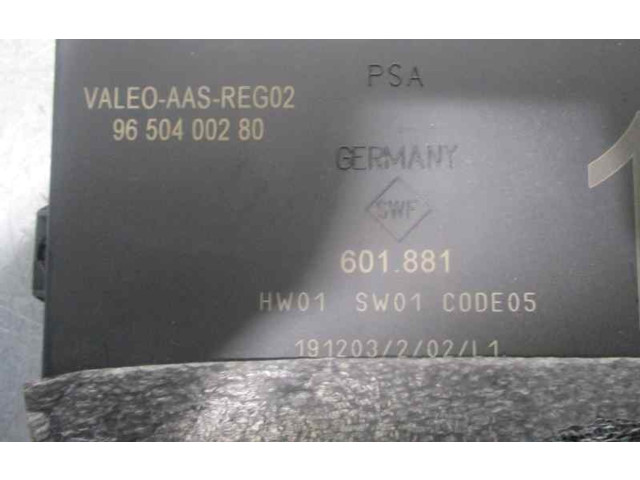 VALEO-AAS-REG02
96 504 002 80
PSA
GERMANY
SWF
601.881
HW01 SW01 CODE05
191203/2/02/L1